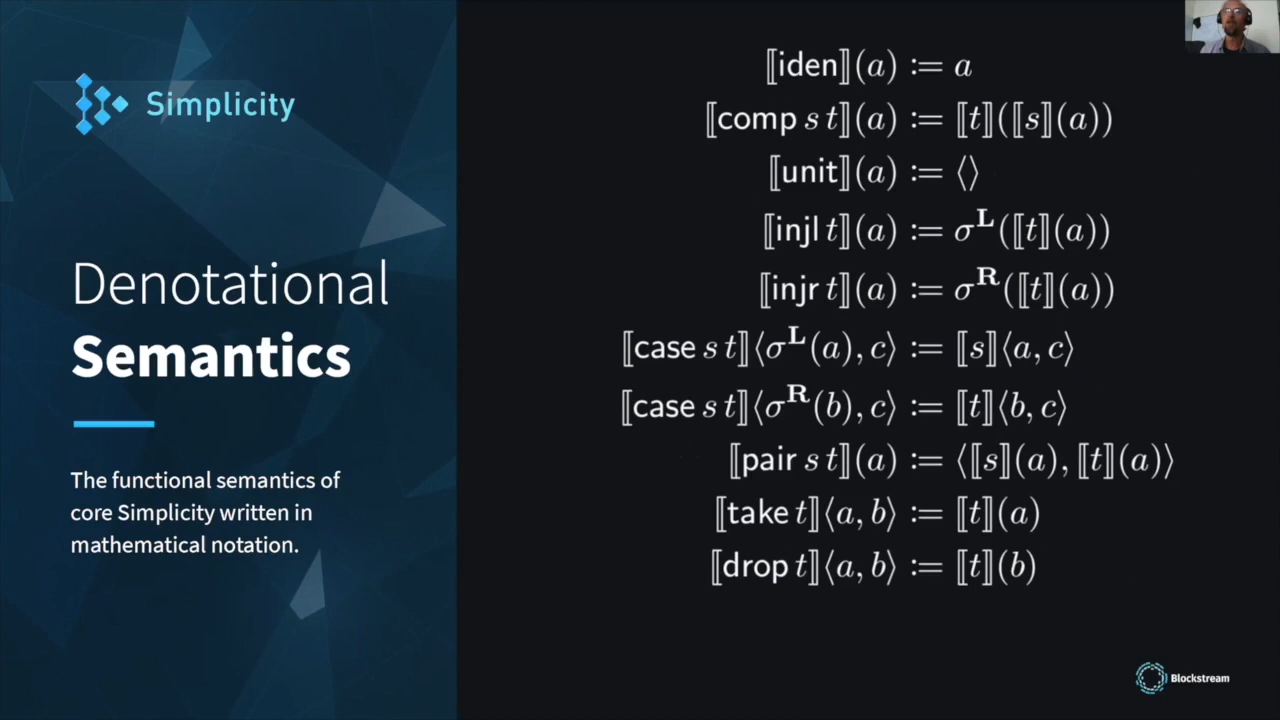 Simplicity
Denotational
Semantics
The functional semantics of
core Simplicity written in
mathematical notation.
⟦iden⟧(a) := a
⟦comp s t⟧(a) := ⟦t⟧(⟦s⟧(a))
⟦unit⟧(a) := ⟨⟩
⟦injl t⟧(a) := σᴸ(⟦t⟧(a))
⟦injr t⟧(a) := σᴿ(⟦t⟧(a))
⟦case s t⟧⟨σᴸ(a), c⟩ := ⟦s⟧⟨a, c⟩
⟦case s t⟧⟨σᴿ(b), c⟩ := ⟦t⟧⟨b, c⟩
⟦pair s t⟧(a) := ⟨⟦s⟧(a), ⟦t⟧(a)⟩
⟦take t⟧⟨a, b⟩ := ⟦t⟧(a)
⟦drop t⟧⟨a, b⟩ := ⟦t⟧(b)
Blockstream